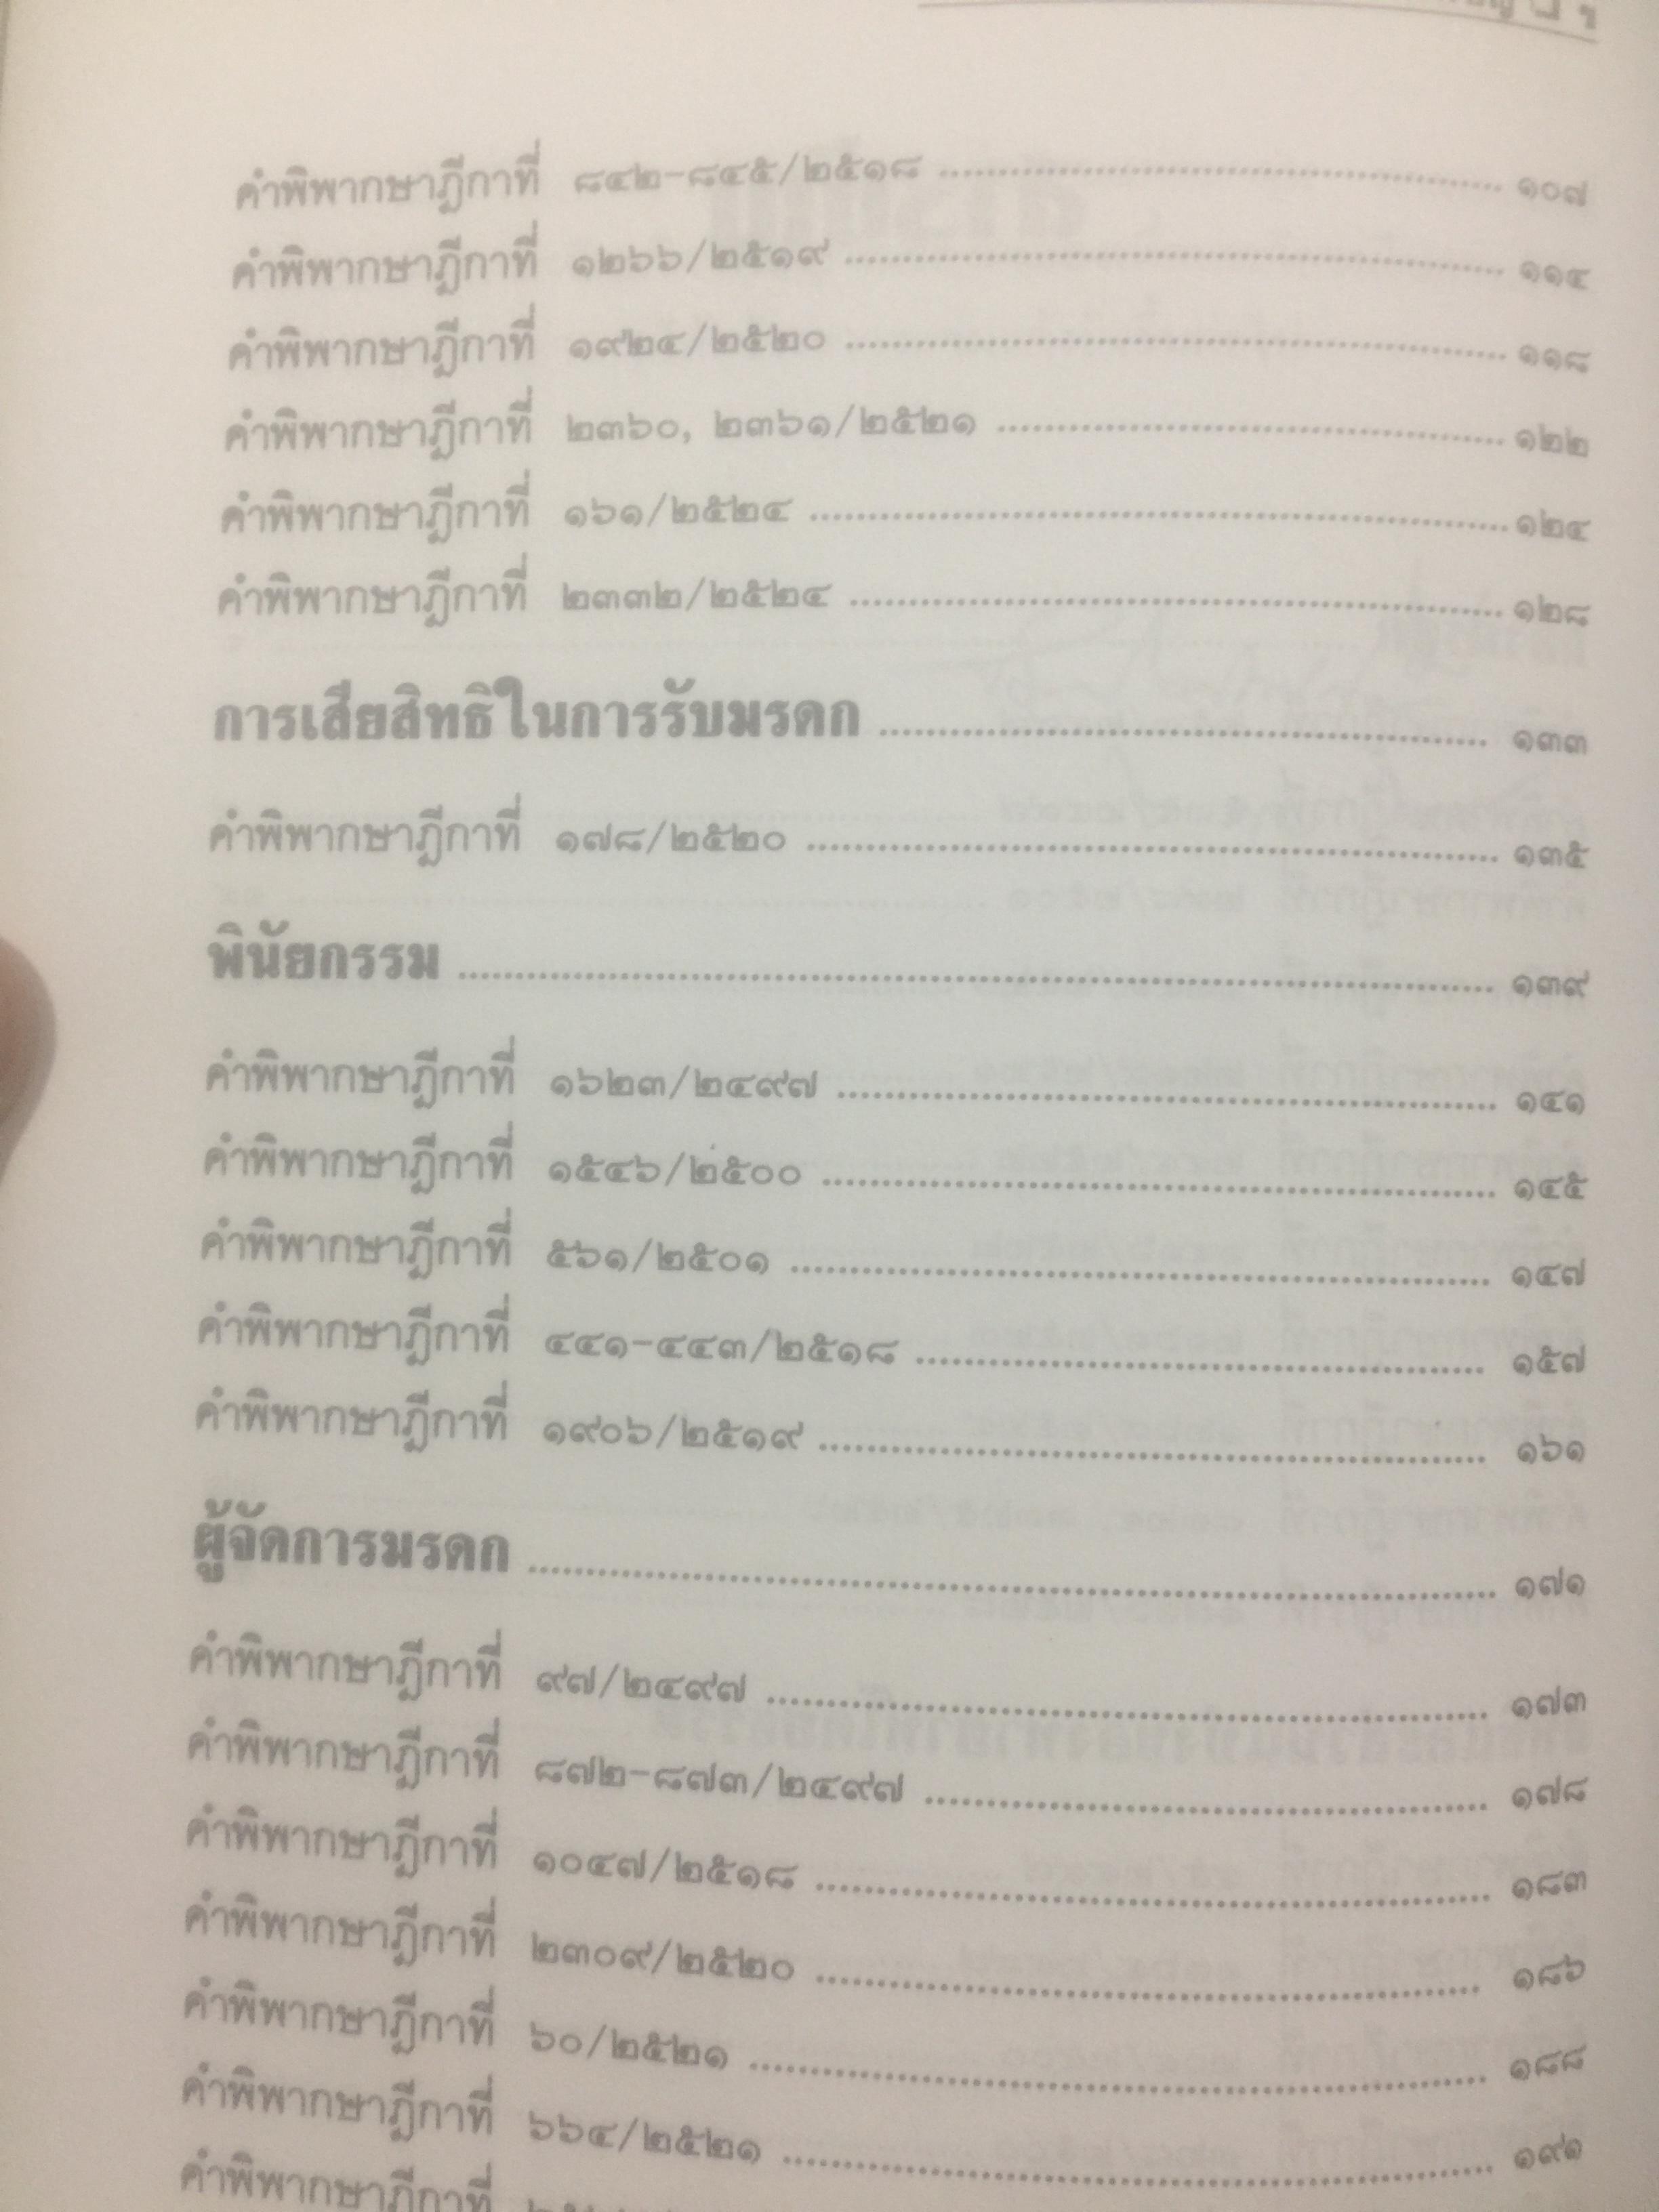 คำพิพากษาฎีกาที่ ๘๔๒-๘๔๕/๒๕๑๘ ........................................ ๑๐๗
คำพิพากษาฎีกาที่ ๑๒๖๖/๒๕๑๙ ........................................ ๑๑๔
คำพิพากษาฎีกาที่ ๑๙๒๔/๒๕๒๐ ........................................ ๑๑๘
คำพิพากษาฎีกาที่ ๒๓๖๐, ๒๓๖๑/๒๕๒๑ ........................................ ๑๒๒
คำพิพากษาฎีกาที่ ๑๖๑/๒๕๒๔ ........................................ ๑๒๔
คำพิพากษาฎีกาที่ ๒๓๓๒/๒๕๒๔ ........................................ ๑๒๘
การเสียสิทธิในการรับมรดก ........................................ ๑๓๓
คำพิพากษาฎีกาที่ ๑๗๘/๒๕๒๐ ........................................ ๑๓๕
พินัยกรรม ........................................ ๑๓๙
คำพิพากษาฎีกาที่ ๑๖๒๓/๒๔๙๗ ........................................ ๑๔๑
คำพิพากษาฎีกาที่ ๑๕๔๖/๒๕๐๐ ........................................ ๑๔๕
คำพิพากษาฎีกาที่ ๕๖๑/๒๕๐๑ ........................................ ๑๔๗
คำพิพากษาฎีกาที่ ๔๔๑-๔๔๓/๒๕๑๘ ........................................ ๑๕๗
คำพิพากษาฎีกาที่ ๑๙๐๖/๒๕๑๙ ........................................ ๑๖๑
ผู้จัดการมรดก ........................................ ๑๗๑
คำพิพากษาฎีกาที่ ๙๗/๒๔๙๗ ........................................ ๑๗๓
คำพิพากษาฎีกาที่ ๘๗๒-๘๗๓/๒๔๙๗ ........................................ ๑๗๘
คำพิพากษาฎีกาที่ ๑๐๔๗/๒๕๑๘ ........................................ ๑๘๓
คำพิพากษาฎีกาที่ ๒๓๐๙/๒๕๒๐ ........................................ ๑๘๖
คำพิพากษาฎีกาที่ ๖๐/๒๕๒๑ ........................................ ๑๘๘
คำพิพากษาฎีกาที่ ๖๖๔/๒๕๒๑ ........................................ ๑๙๑
คำพิพากษาฎีกาที่